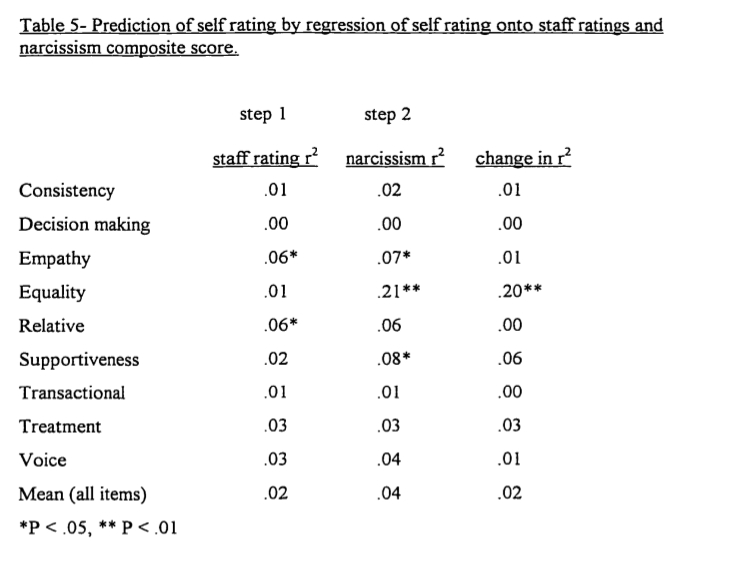 Table 5- Prediction of self rating by regression of self rating onto staff ratings and
narcissism composite score.
step 1 step 2
staff rating r² narcissism r² change in r²
Consistency .01 .02 .01
Decision making .00 .00 .00
Empathy .06* .07* .01
Equality .01 .21** .20**
Relative .06* .06 .00
Supportiveness .02 .08* .06
Transactional .01 .01 .00
Treatment .03 .03 .03
Voice .03 .04 .01
Mean (all items) .02 .04 .02
*P < .05, ** P < .01